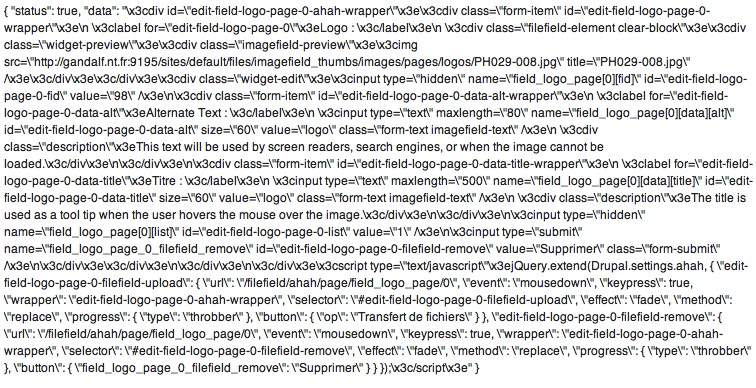 { "status": true, "data": "\x3cdiv id=\"edit-field-logo-page-0-ahah-wrapper\"\x3e\x3cdiv class=\"form-item\" id=\"edit-field-logo-page-0-
wrapper\"\x3e\n \x3clabel for=\"edit-field-logo-page-0\"\x3eLogo : \x3c/label\x3e\n \x3cdiv class=\"filefield-element clear-block\"\x3e\x3cdiv
class=\"widget-preview\"\x3e\x3cdiv class=\"imagefield-preview\"\x3e\x3cimg
src=\"http://gandalf.nt.fr:9195/sites/default/files/imagefield_thumbs/images/pages/logos/PH029-008.jpg\" title=\"PH029-008.jpg\"
/\x3e\x3c/div\x3e\x3c/div\x3e\x3cdiv class=\"widget-edit\"\x3e\x3cinput type=\"hidden\" name=\"field_logo_page[0][fid]\" id=\"edit-field-logo-
page-0-fid\" value=\"98\" /\x3e\n\x3cdiv class=\"form-item\" id=\"edit-field-logo-page-0-data-alt-wrapper\"\x3e\n \x3clabel for=\"edit-field-
logo-page-0-data-alt\"\x3eAlternate Text : \x3c/label\x3e\n \x3cinput type=\"text\" maxlength=\"80\" name=\"field_logo_page[0][data][alt]\"
id=\"edit-field-logo-page-0-data-alt\" size=\"60\" value=\"logo\" class=\"form-text imagefield-text\" /\x3e\n \x3cdiv
class=\"description\"\x3eThis text will be used by screen readers, search engines, or when the image cannot be
loaded.\x3c/div\x3e\n\x3c/div\x3e\n\x3cdiv class=\"form-item\" id=\"edit-field-logo-page-0-data-title-wrapper\"\x3e\n \x3clabel for=\"edit-field-
logo-page-0-data-title\"\x3eTitre : \x3c/label\x3e\n \x3cinput type=\"text\" maxlength=\"500\" name=\"field_logo_page[0][data][title]\" id=\"edit-
field-logo-page-0-data-title\" size=\"60\" value=\"logo\" class=\"form-text imagefield-text\" /\x3e\n \x3cdiv class=\"description\"\x3eThe title is
used as a tool tip when the user hovers the mouse over the image.\x3c/div\x3e\n\x3c/div\x3e\n\x3cinput type=\"hidden\"
name=\"field_logo_page[0][list]\" id=\"edit-field-logo-page-0-list\" value=\"1\" /\x3e\n\x3cinput type=\"submit\"
name=\"field_logo_page_0_filefield_remove\" id=\"edit-field-logo-page-0-filefield-remove\" value=\"Supprimer\" class=\"form-submit\"
/\x3e\n\x3c/div\x3e\x3c/div\x3e\n\x3c/div\x3e\n\x3c/div\x3e\x3cscript type=\"text/javascript\"\x3ejQuery.extend(Drupal.settings.ahah, { \"edit-
field-logo-page-0-filefield-upload\": { \"url\": \"/filefield/ahah/page/field_logo_page/0\", \"event\": \"mousedown\", \"keypress\": true,
\"wrapper\": \"edit-field-logo-page-0-ahah-wrapper\", \"selector\": \"#edit-field-logo-page-0-filefield-upload\", \"effect\": \"fade\", \"method\":
\"replace\", \"progress\": { \"type\": \"throbber\" }, \"button\": { \"op\": \"Transfert de fichiers\" } }, \"edit-field-logo-page-0-filefield-remove\": {
\"url\": \"/filefield/ahah/page/field_logo_page/0\", \"event\": \"mousedown\", \"keypress\": true, \"wrapper\": \"edit-field-logo-page-0-ahah-
wrapper\", \"selector\": \"#edit-field-logo-page-0-filefield-remove\", \"effect\": \"fade\", \"method\": \"replace\", \"progress\": { \"type\": \"throbber\"
}, \"button\": { \"field_logo_page_0_filefield_remove\": \"Supprimer\" } } });\x3c/script\x3e" }